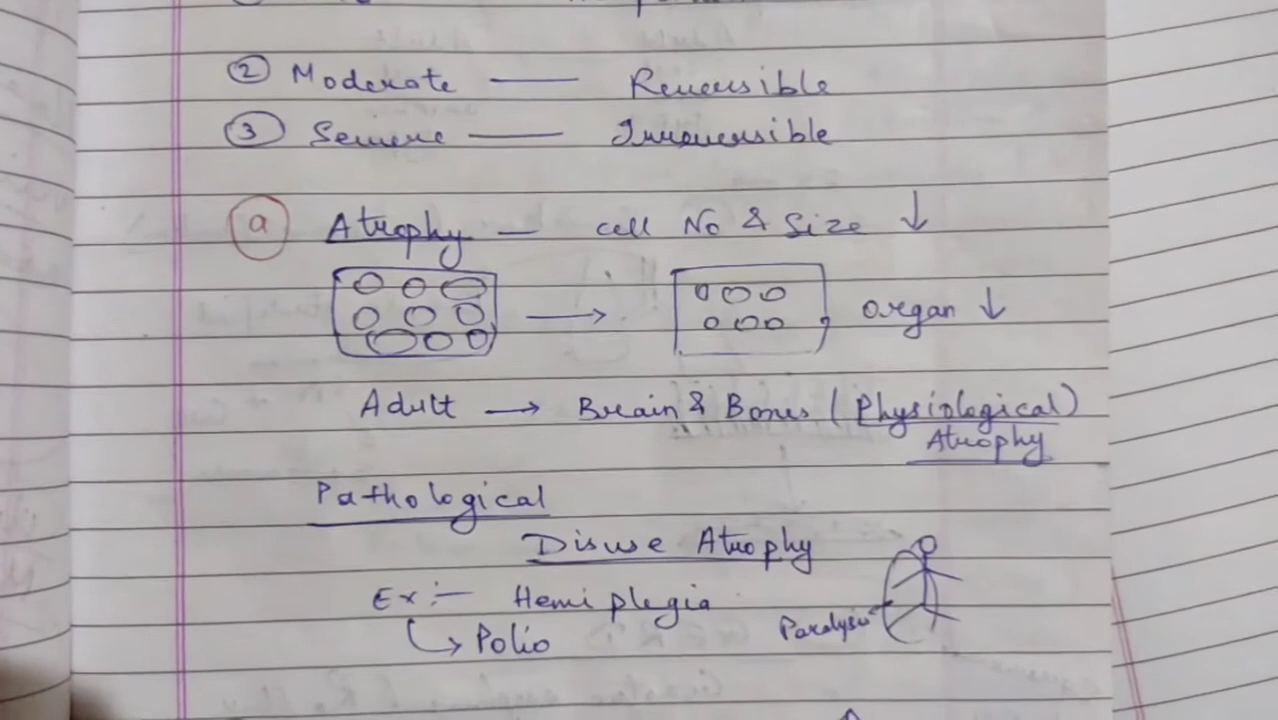 ② Moderate —— Reversible
③ Severe —— Irreversible
ⓐ Atrophy — cell No & Size ↓
→ organ ↓
Adult → Brain & Bones (Physiological)
Atrophy
Pathological
Disuse Atrophy
Ex :— Hemiplegia
↳ Polio
Paralysis